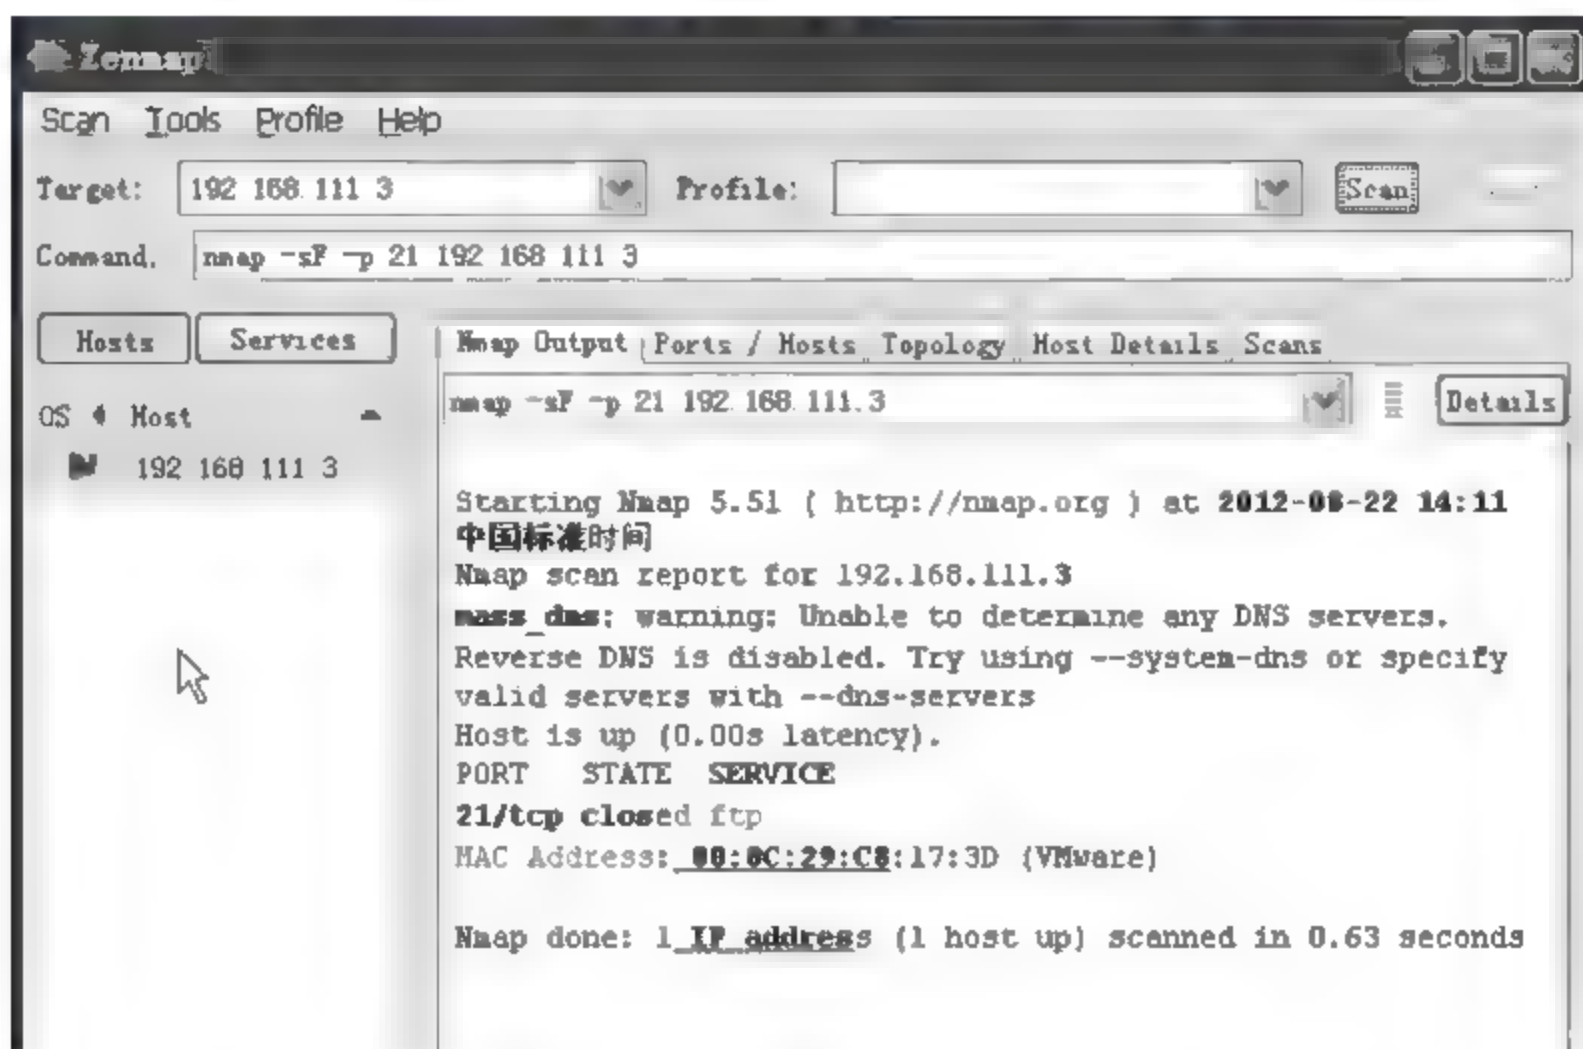 Zenmap
Scan Tools Profile Help
Target: 192 168 111 3 Profile: Scan
Command. nmap -sF -p 21 192 168 111 3
Hosts Services
Nmap Output Ports / Hosts Topology Host Details Scans
nmap -sF -p 21 192.168.111.3 Details
OS Host
192 168 111 3
Starting Nmap 5.51 ( http://nmap.org ) at 2012-08-22 14:11
中国标准时间
Nmap scan report for 192.168.111.3
mass_dns: warning: Unable to determine any DNS servers.
Reverse DNS is disabled. Try using --system-dns or specify
valid servers with --dns-servers
Host is up (0.00s latency).
PORT STATE SERVICE
21/tcp closed ftp
MAC Address: 00:0C:29:C8:17:3D (VMware)
Nmap done: 1 IP address (1 host up) scanned in 0.63 seconds